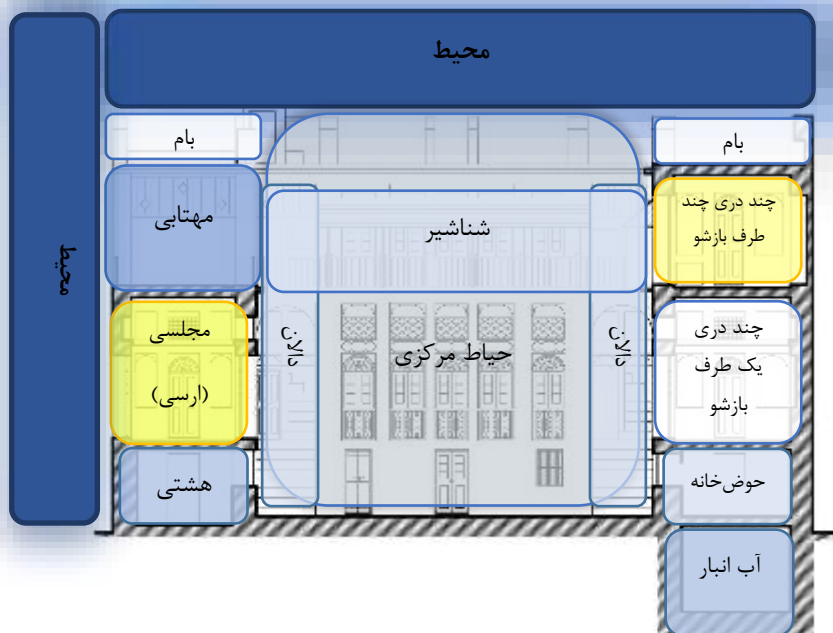 محیط
محیط
بام
بام
چند دری چند
طرف بازشو
شناشیر
مهتابی
چند دری
یک طرف
بازشو
دالان
حیاط مرکزی
دالان
مجلسی
(ارسی)
حوض‌خانه
هشتی
آب انبار